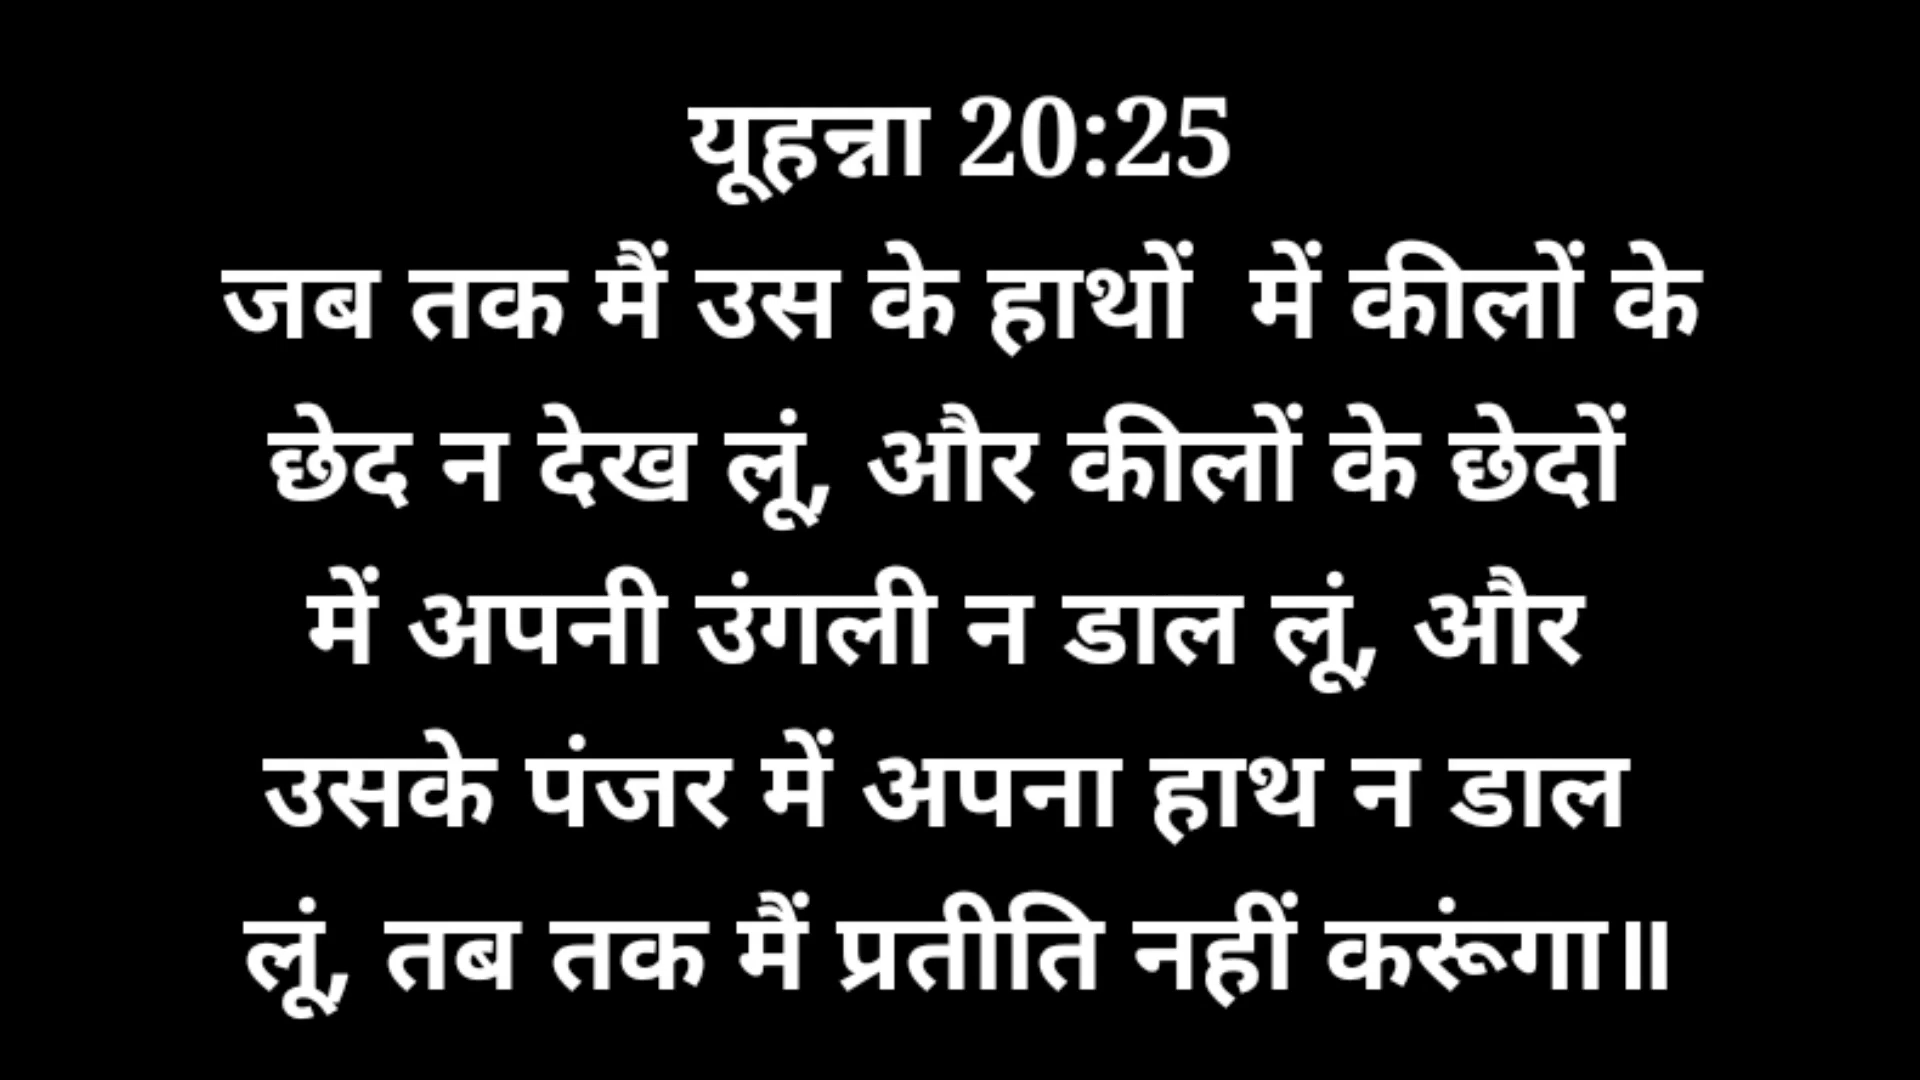 यूहन्ना 20:25
जब तक मैं उस के हाथों  में कीलों के
छेद न देख लूं, और कीलों के छेदों
में अपनी उंगली न डाल लूं, और
उसके पंजर में अपना हाथ न डाल
लूं, तब तक मैं प्रतीति नहीं करूंगा॥